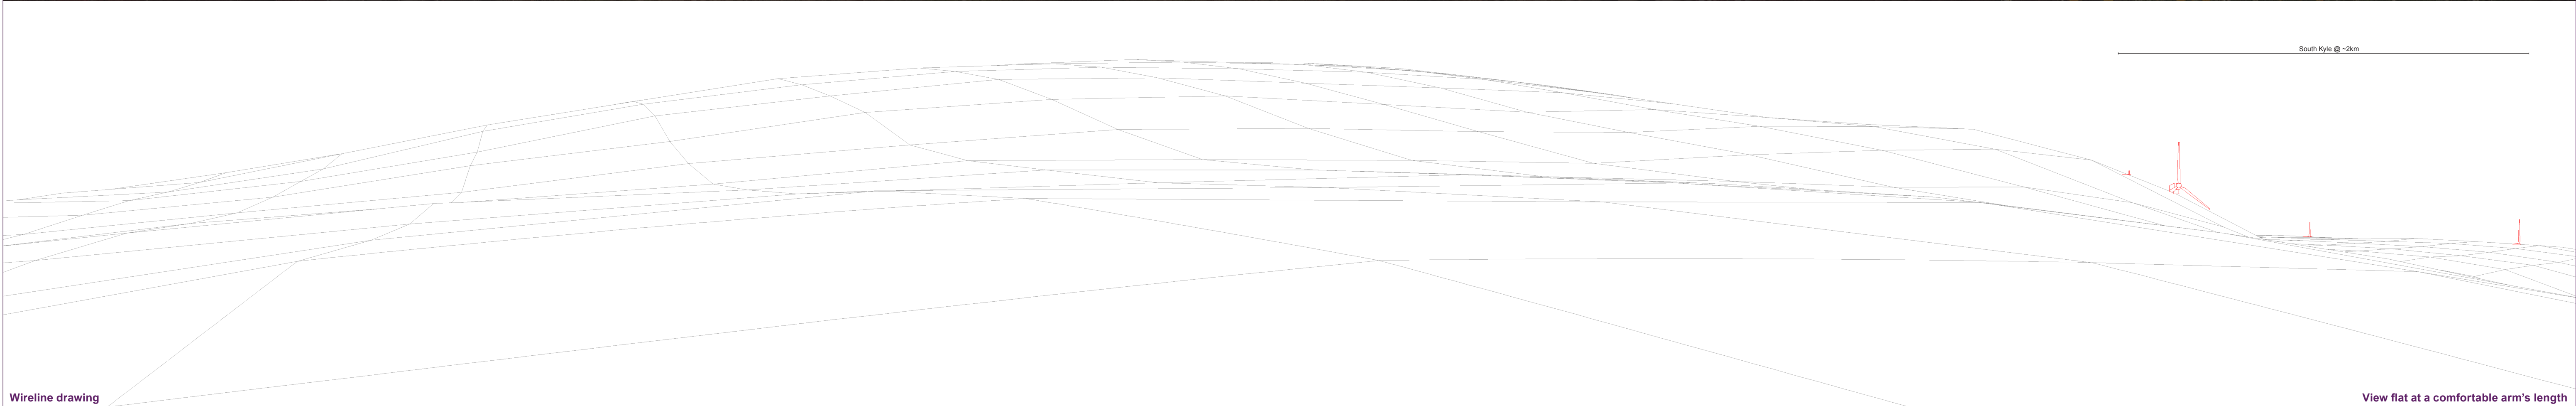 South Kyle @ ~2km
Wireline drawing
View flat at a comfortable arm's length